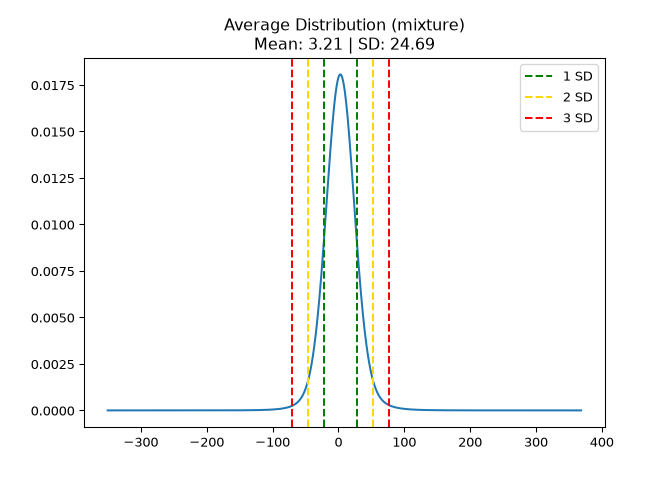 Average Distribution (mixture)
Mean: 3.21 | SD: 24.69
1 SD
2 SD
3 SD
0.0175
0.0150
0.0125
0.0100
0.0075
0.0050
0.0025
0.0000
−300 −200 −100 0 100 200 300 400